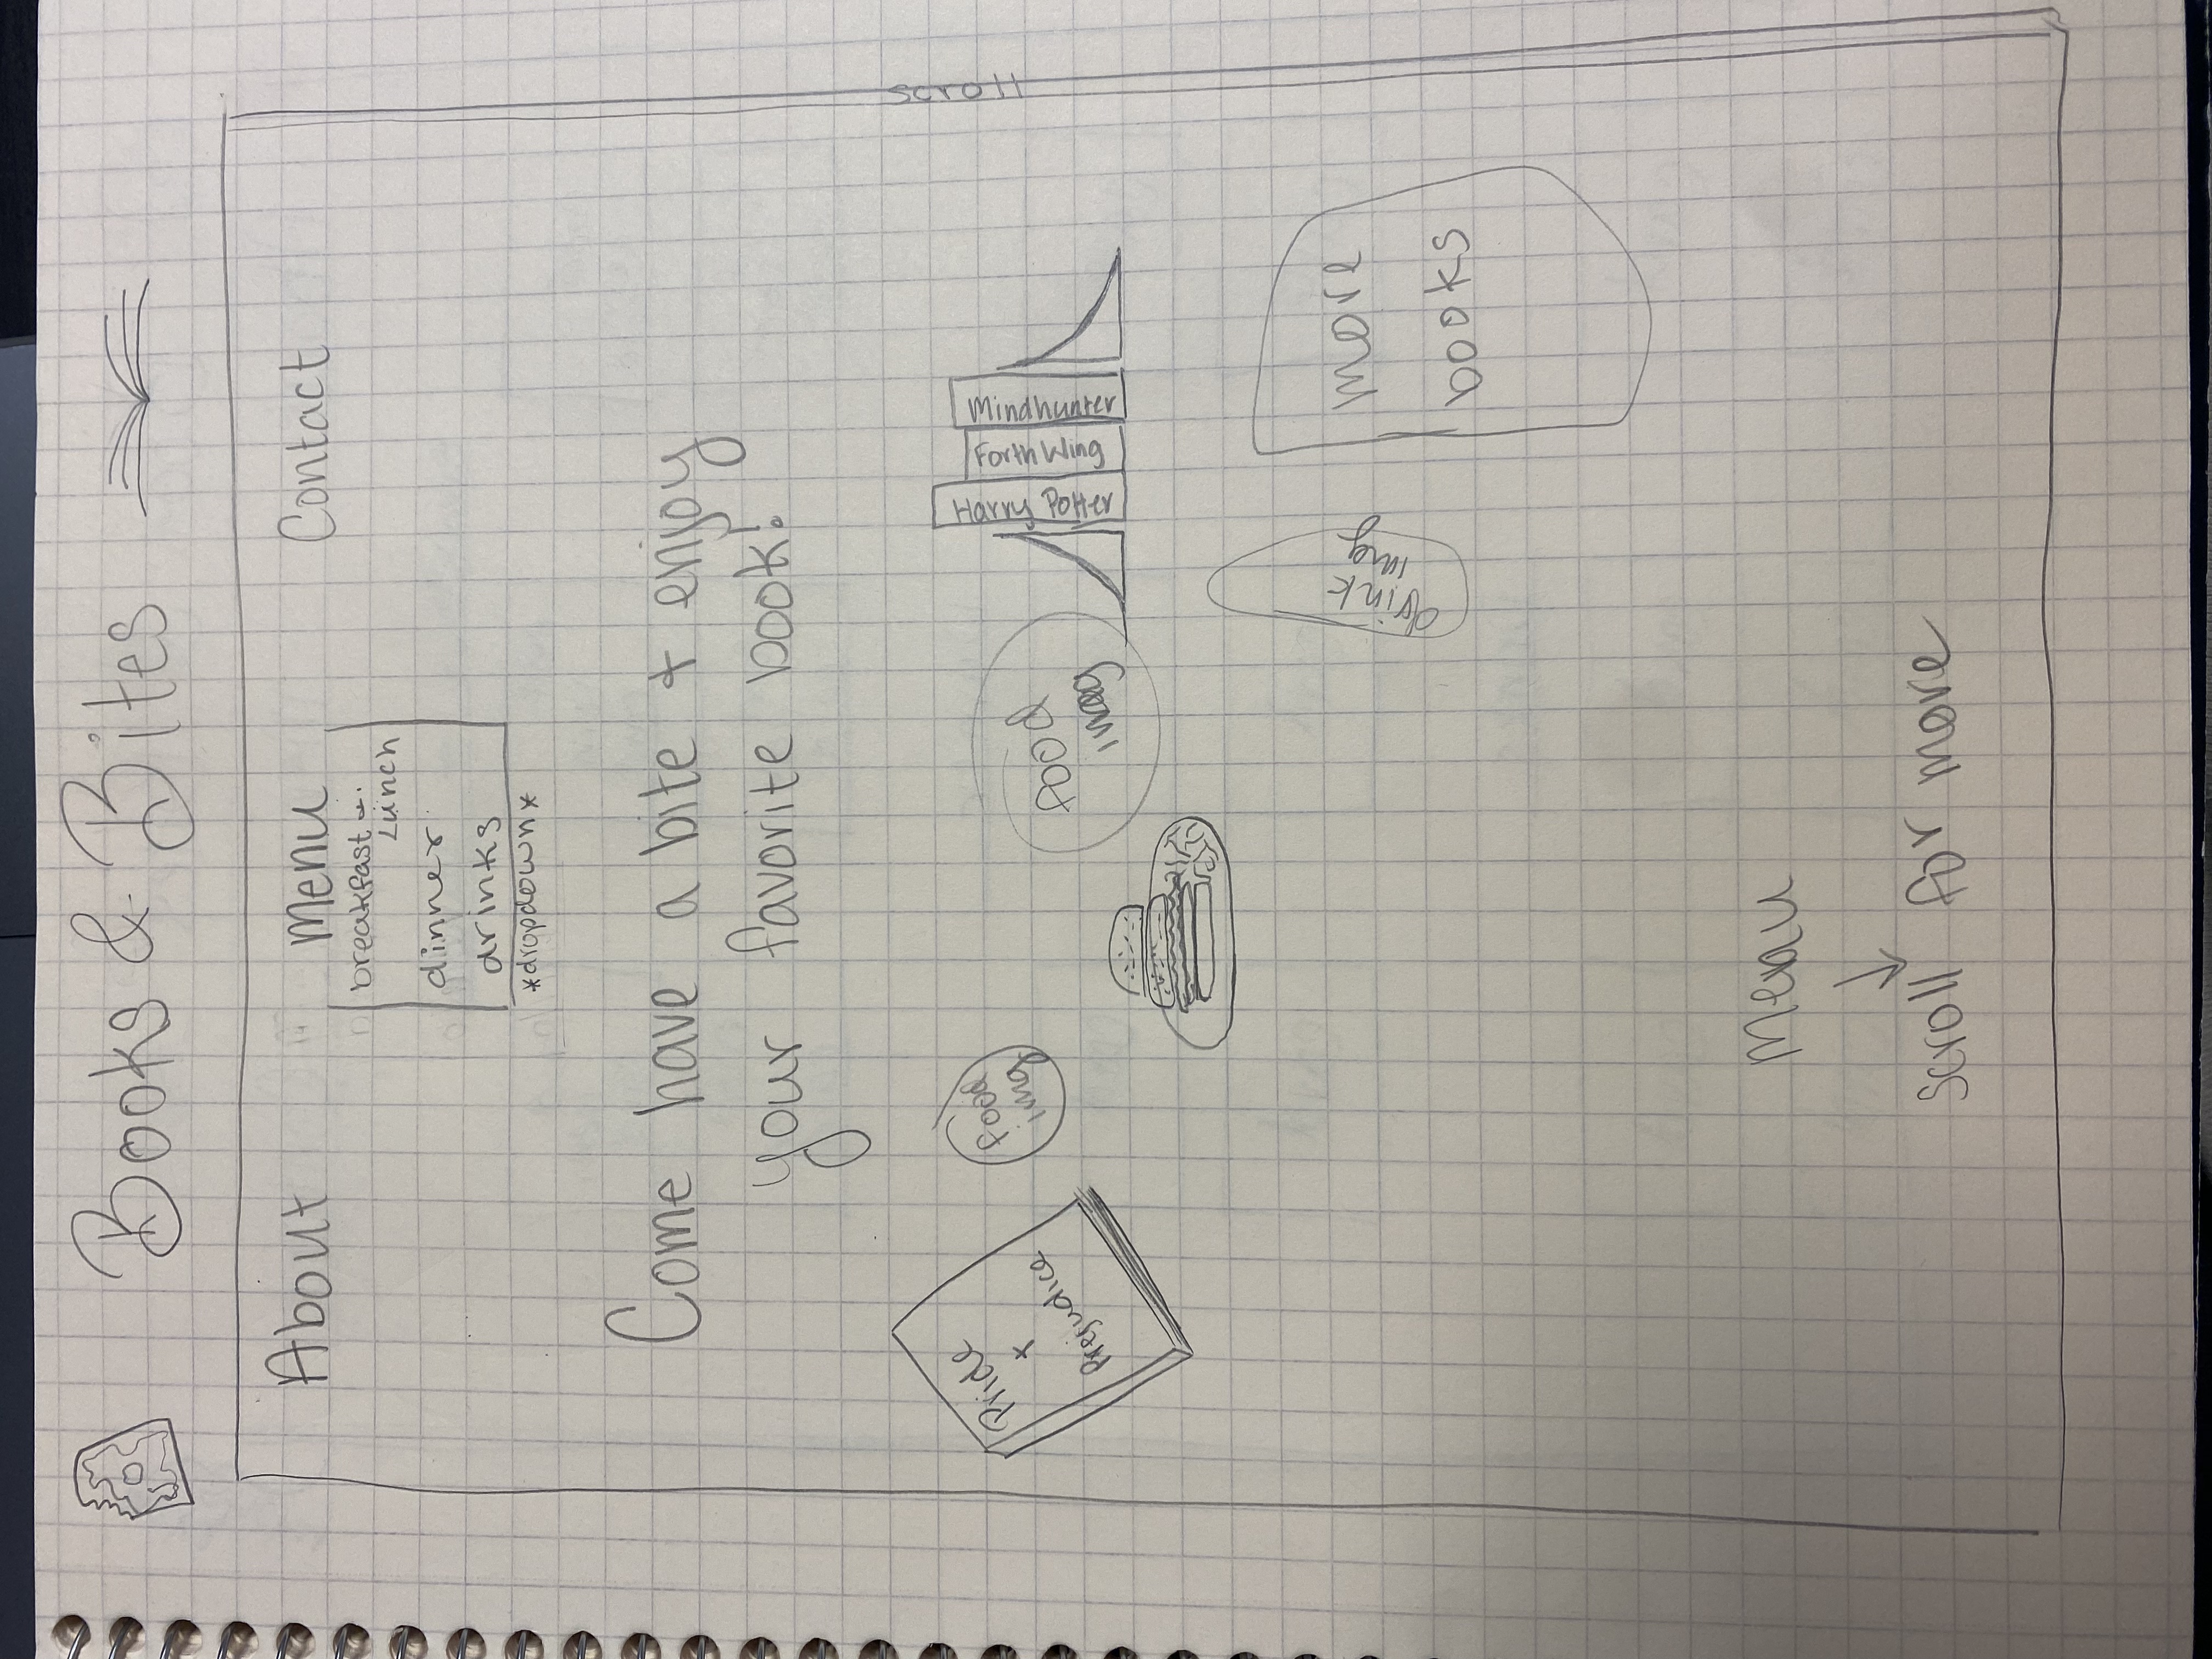 Books & Bites
About
Menu
Contact
breakfast &
Lunch
dinner
drinks
*dropdown*
Come have a bite + enjoy
your favorite book!
Pride
+
Prejudice
food
img
food
img
Harry Potter
Forth Wing
Mindhunter
scroll
drink
img
more
books
Menu
↓
scroll for more